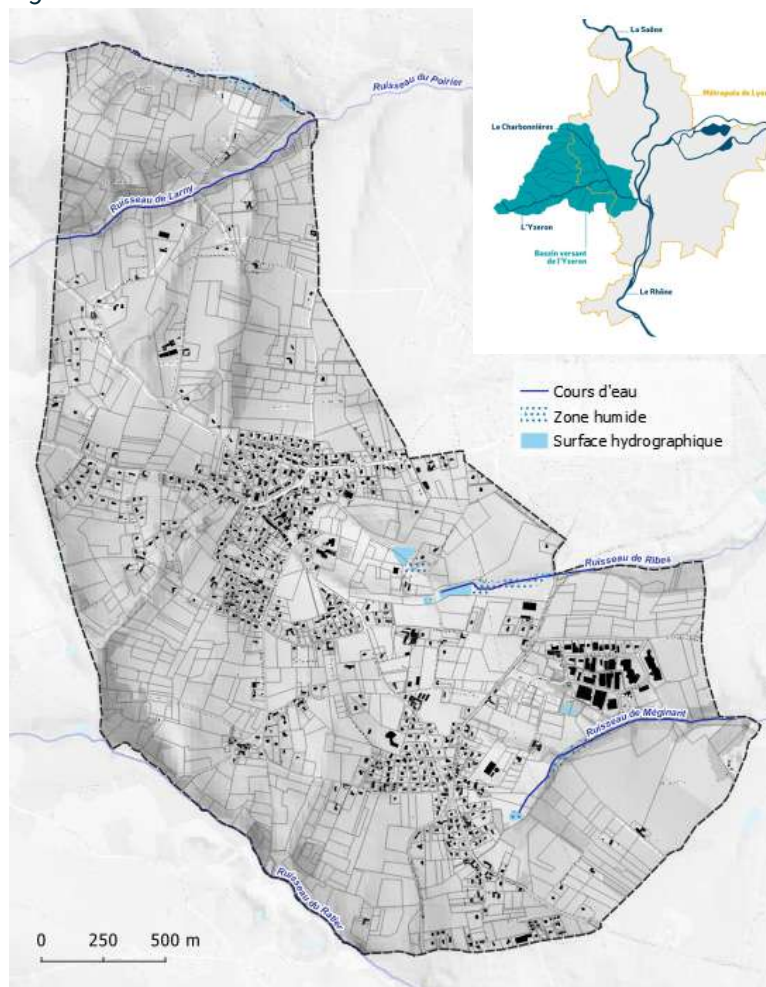 La Saône
Métropole de Lyon
Le Charbonnières
L'Yzeron
Bassin versant
de l'Yzeron
Le Rhône
Ruisseau du Poirier
Ruisseau de Larny
Cours d'eau
Zone humide
Surface hydrographique
Ruisseau de Ribes
Ruisseau de Méginant
Ruisseau du Ratier
0 250 500 m